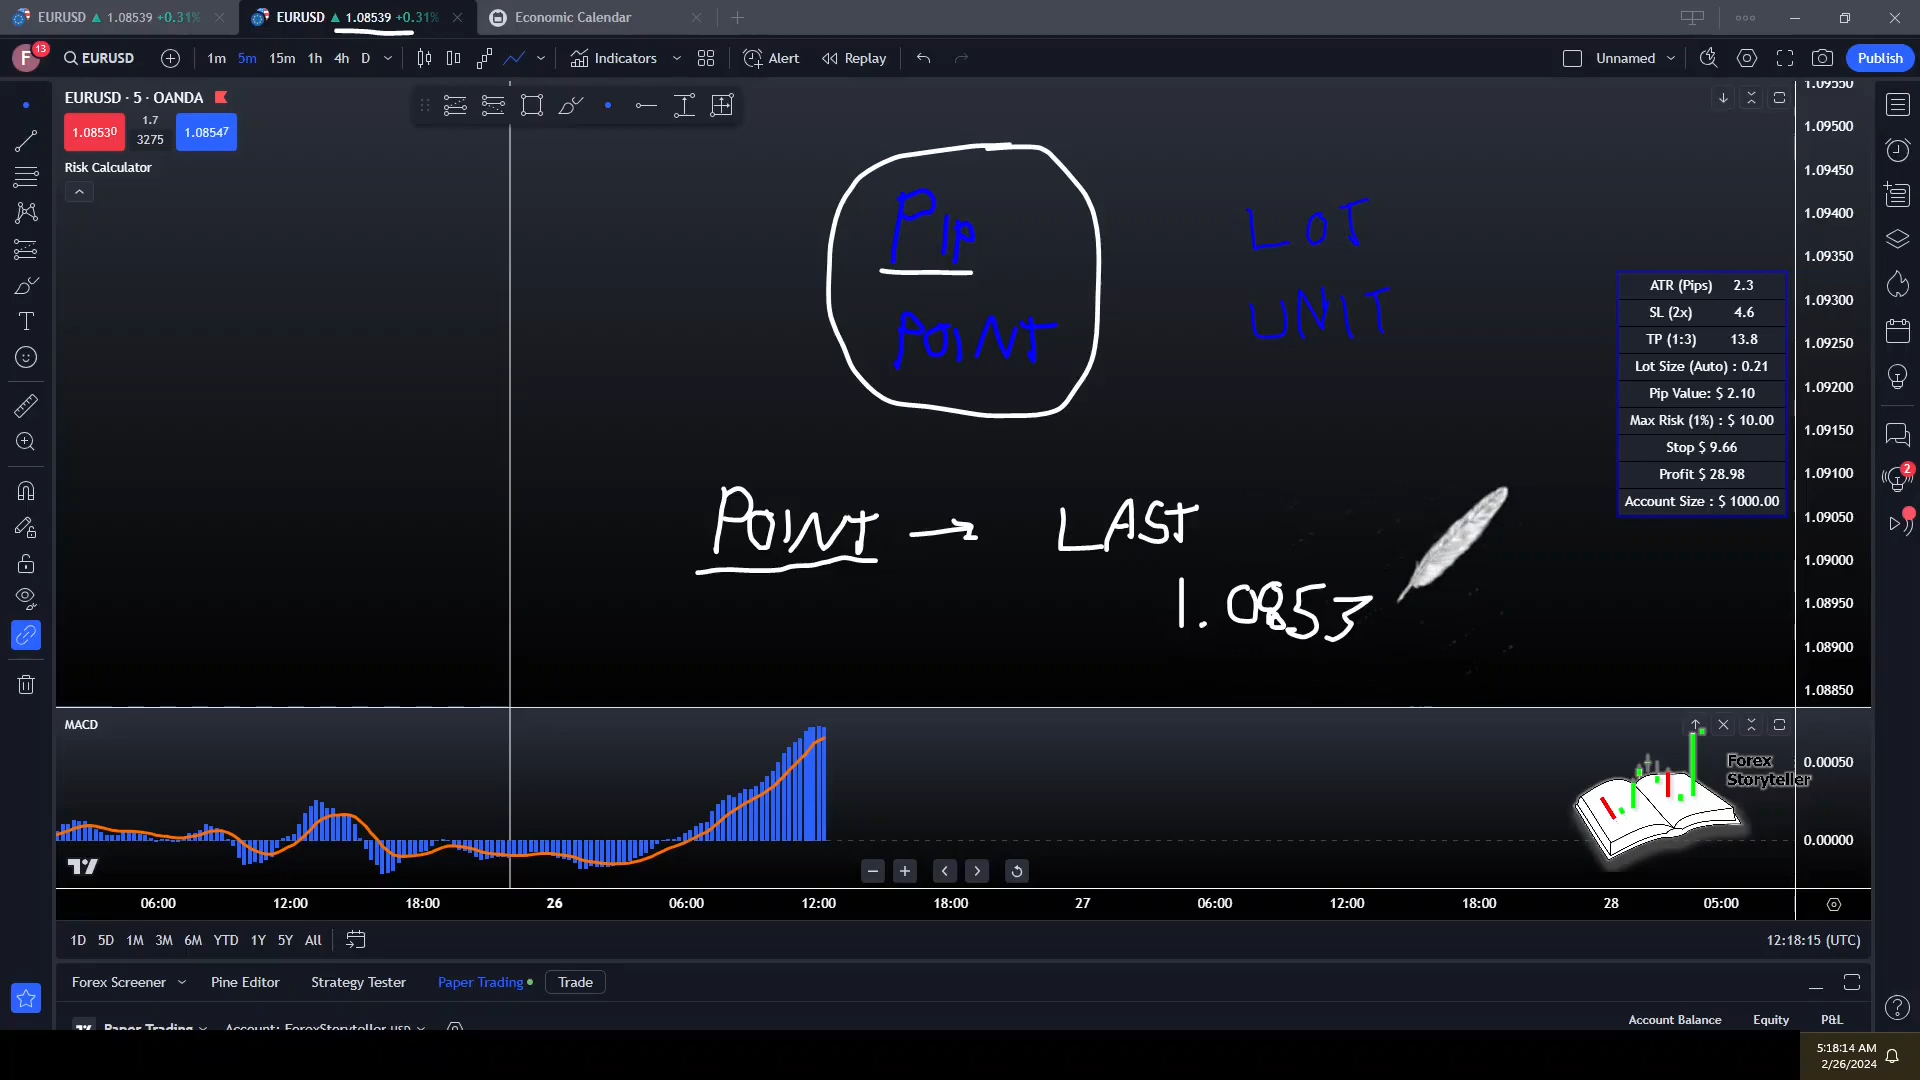 EURUSD ▲ 1.08539 +0.31%
EURUSD ▲ 1.08539 +0.31%
Economic Calendar
F 13
EURUSD
1m 5m 15m 1h 4h D
Indicators
Alert
Replay
Unnamed
Publish
EURUSD · 5 · OANDA
1.08530
1.7
3275
1.08547
Risk Calculator
Pip
POINT
LOT
UNIT
POINT → LAST
1.0853
ATR (Pips) 2.3
SL (2x) 4.6
TP (1:3) 13.8
Lot Size (Auto) : 0.21
Pip Value: $ 2.10
Max Risk (1%) : $ 10.00
Stop $ 9.66
Profit $ 28.98
Account Size : $ 1000.00
1.09550
1.09500
1.09450
1.09400
1.09350
1.09300
1.09250
1.09200
1.09150
1.09100
1.09050
1.09000
1.08950
1.08900
1.08850
2
MACD
0.00050
0.00000
Forex
Storyteller
06:00 12:00 18:00 26 06:00 12:00 18:00 27 06:00 12:00 18:00 28 05:00
1D 5D 1M 3M 6M YTD 1Y 5Y All
12:18:15 (UTC)
Forex Screener
Pine Editor
Strategy Tester
Paper Trading
Trade
Paper Trading
Account: ForexStoryteller USD
Account Balance
Equity
P&L
5:18:14 AM
2/26/2024